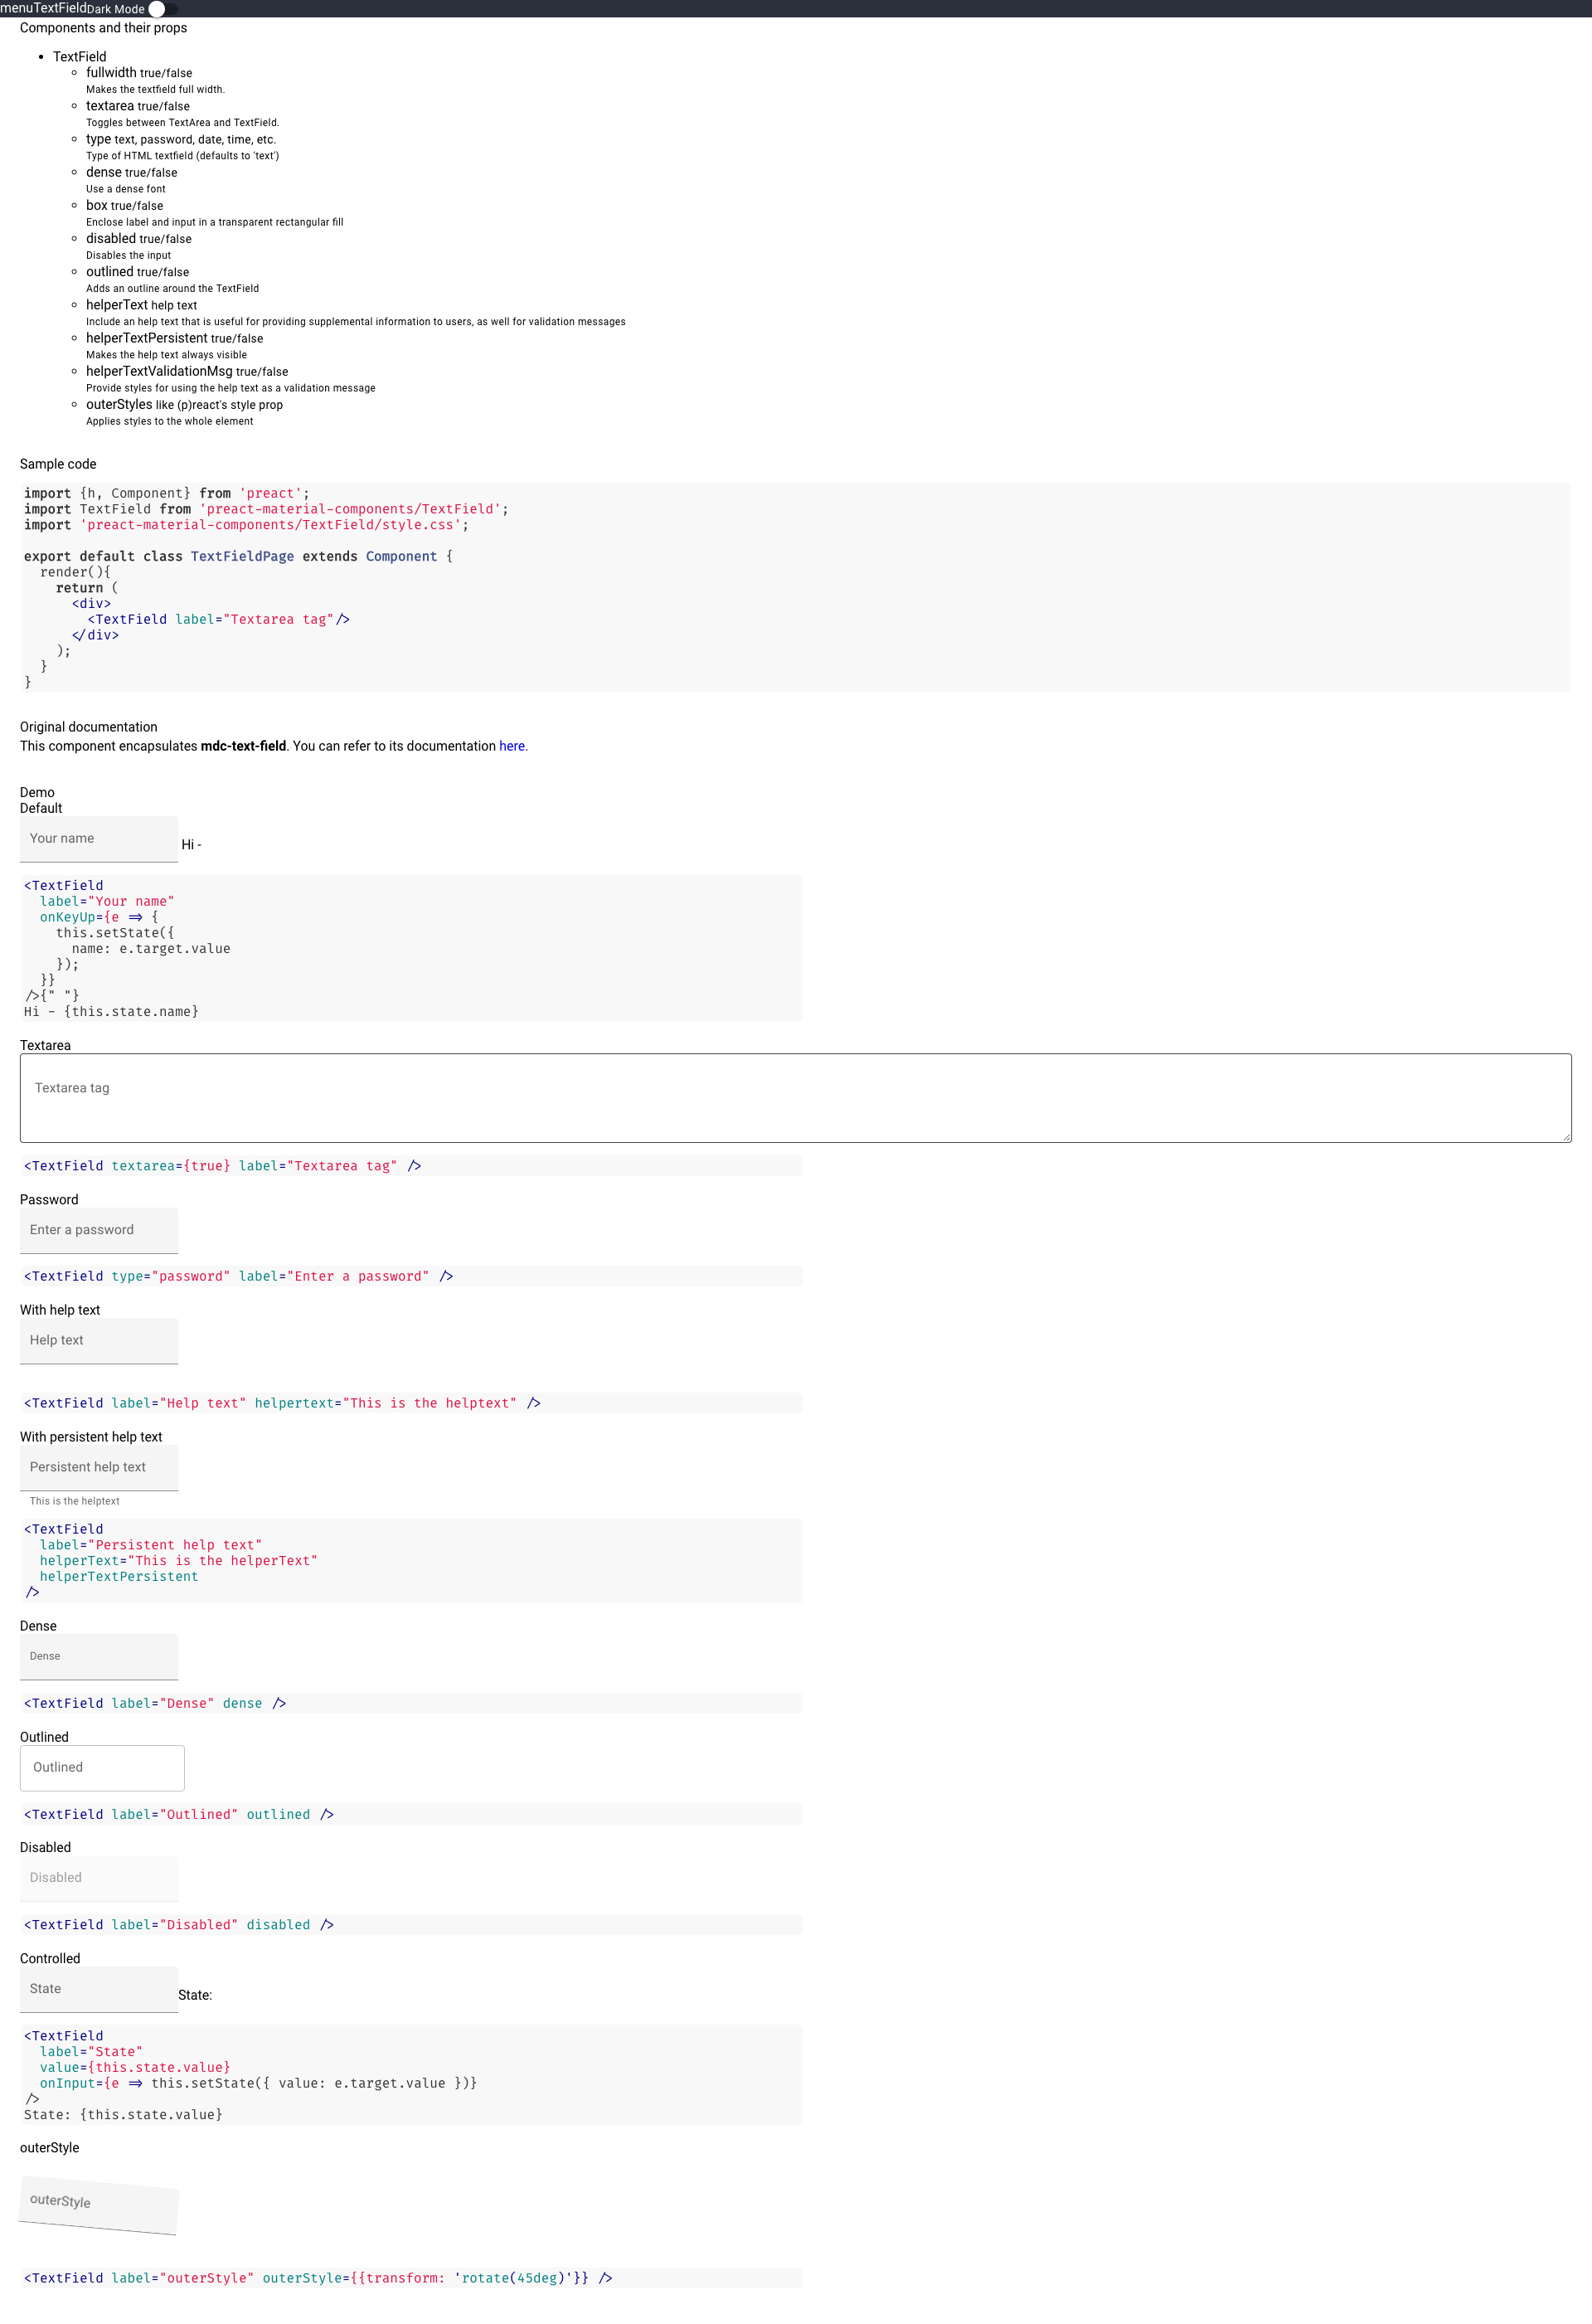 menuTextFieldDark Mode
Components and their props
TextField
fullwidth true/false
Makes the textfield full width.
textarea true/false
Toggles between TextArea and TextField.
type text, password, date, time, etc.
Type of HTML textfield (defaults to 'text')
dense true/false
Use a dense font
box true/false
Enclose label and input in a transparent rectangular fill
disabled true/false
Disables the input
outlined true/false
Adds an outline around the TextField
helperText help text
Include an help text that is useful for providing supplemental information to users, as well for validation messages
helperTextPersistent true/false
Makes the help text always visible
helperTextValidationMsg true/false
Provide styles for using the help text as a validation message
outerStyles like (p)react's style prop
Applies styles to the whole element
Sample code
import {h, Component} from 'preact';
import TextField from 'preact-material-components/TextField';
import 'preact-material-components/TextField/style.css';
export default class TextFieldPage extends Component {
  render(){
    return (
      <div>
        <TextField label="Textarea tag"/>
      </div>
    );
  }
}
Original documentation
This component encapsulates mdc-text-field. You can refer to its documentation here.
Demo
Default
Your name Hi -
<TextField
  label="Your name"
  onKeyUp={e => {
    this.setState({
      name: e.target.value
    });
  }}
/>{" "}
Hi - {this.state.name}
Textarea
Textarea tag
<TextField textarea={true} label="Textarea tag" />
Password
Enter a password
<TextField type="password" label="Enter a password" />
With help text
Help text
<TextField label="Help text" helpertext="This is the helptext" />
With persistent help text
Persistent help text
This is the helptext
<TextField
  label="Persistent help text"
  helperText="This is the helperText"
  helperTextPersistent
/>
Dense
Dense
<TextField label="Dense" dense />
Outlined
Outlined
<TextField label="Outlined" outlined />
Disabled
Disabled
<TextField label="Disabled" disabled />
Controlled
State State:
<TextField
  label="State"
  value={this.state.value}
  onInput={e => this.setState({ value: e.target.value })}
/>
State: {this.state.value}
outerStyle
outerStyle
<TextField label="outerStyle" outerStyle={{transform: 'rotate(45deg)'}} />